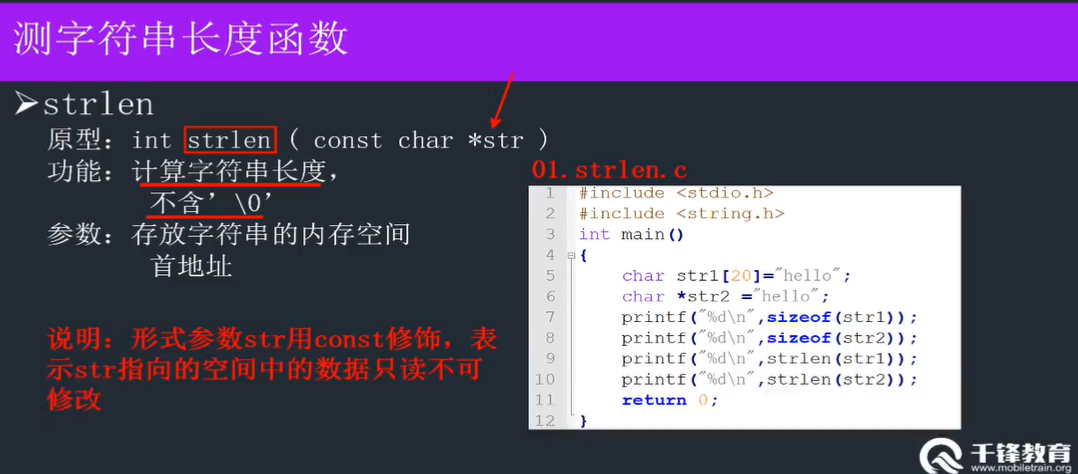 测字符串长度函数
➢strlen
原型: int strlen ( const char *str )
功能: 计算字符串长度,
不含'\0'
参数: 存放字符串的内存空间
首地址
说明: 形式参数str用const修饰, 表
示str指向的空间中的数据只读不可
修改
01.strlen.c
1 #include <stdio.h>
2 #include <string.h>
3 int main()
4 {
5 char str1[20]="hello";
6 char *str2 ="hello";
7 printf("%d\n",sizeof(str1));
8 printf("%d\n",sizeof(str2));
9 printf("%d\n",strlen(str1));
10 printf("%d\n",strlen(str2));
11 return 0;
12 }
千锋教育
www.mobiletrain.org